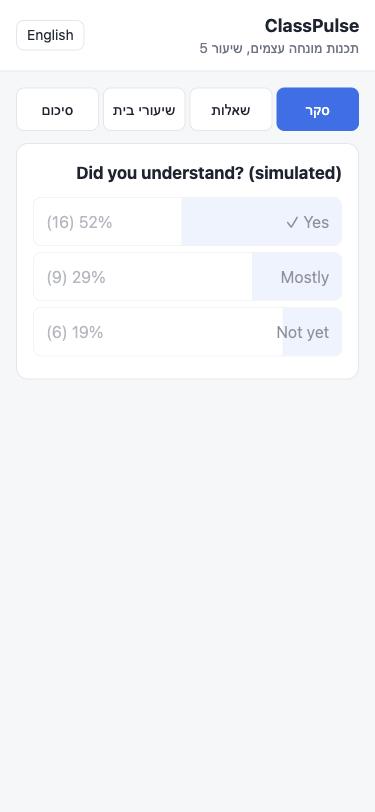 ClassPulse
תכנות מונחה עצמים, שיעור 5
English
סקר
שאלות
שיעורי בית
סיכום
Did you understand? (simulated)
✓ Yes
52% (16)
Mostly
29% (9)
Not yet
19% (6)